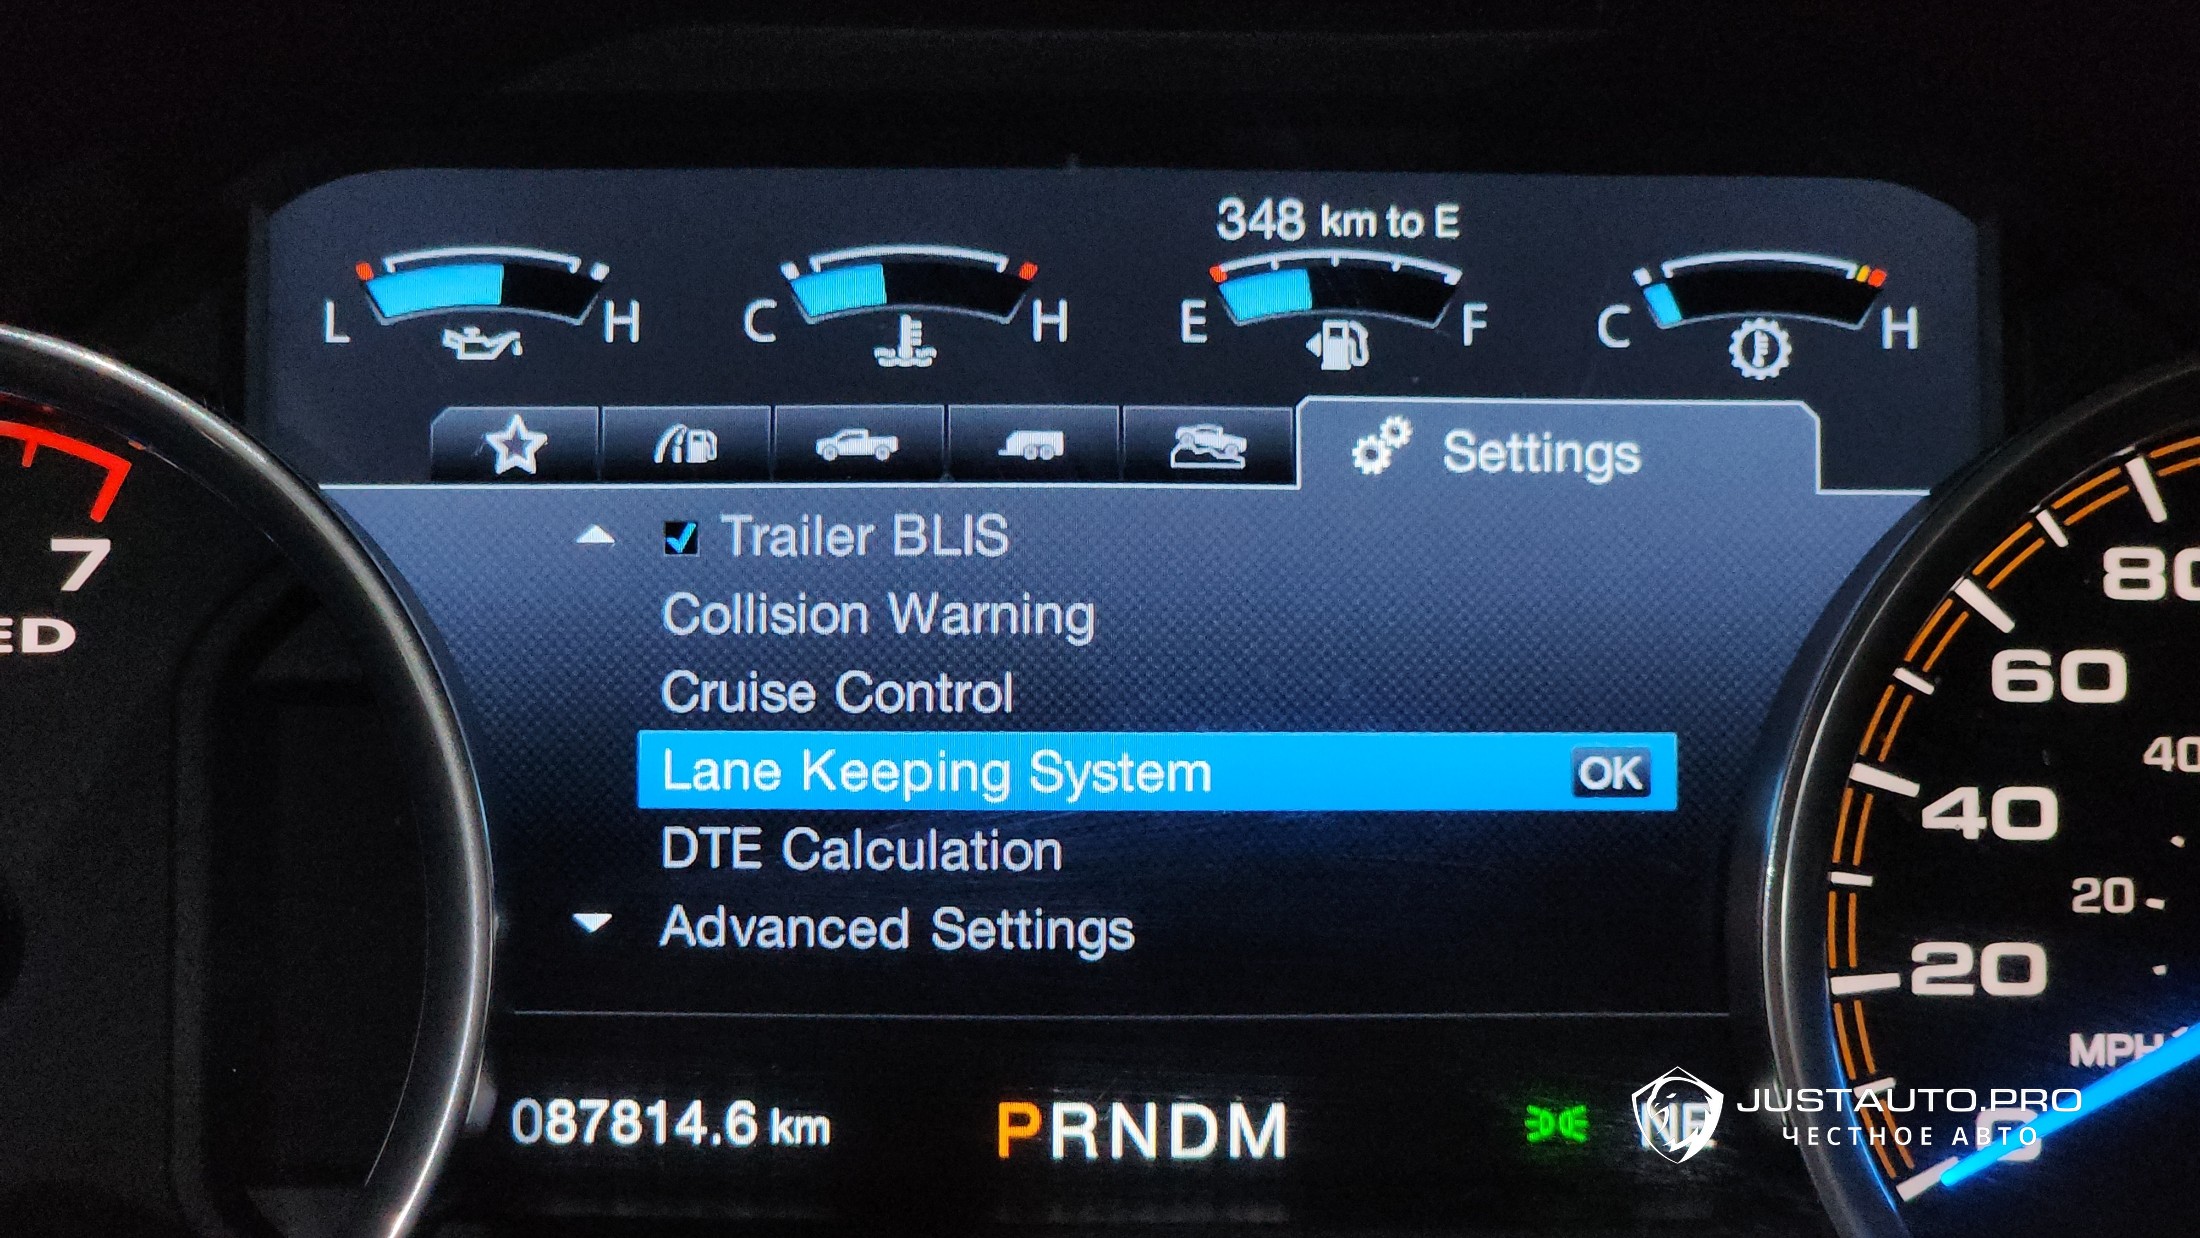 348 km to E
L H C H E F C H
Settings
Trailer BLIS
Collision Warning
Cruise Control
Lane Keeping System OK
DTE Calculation
Advanced Settings
087814.6 km PRNDM
7
80
60
40
40
20
20
MPH
JUSTAUTO.PRO
ЧЕСТНОЕ АВТО